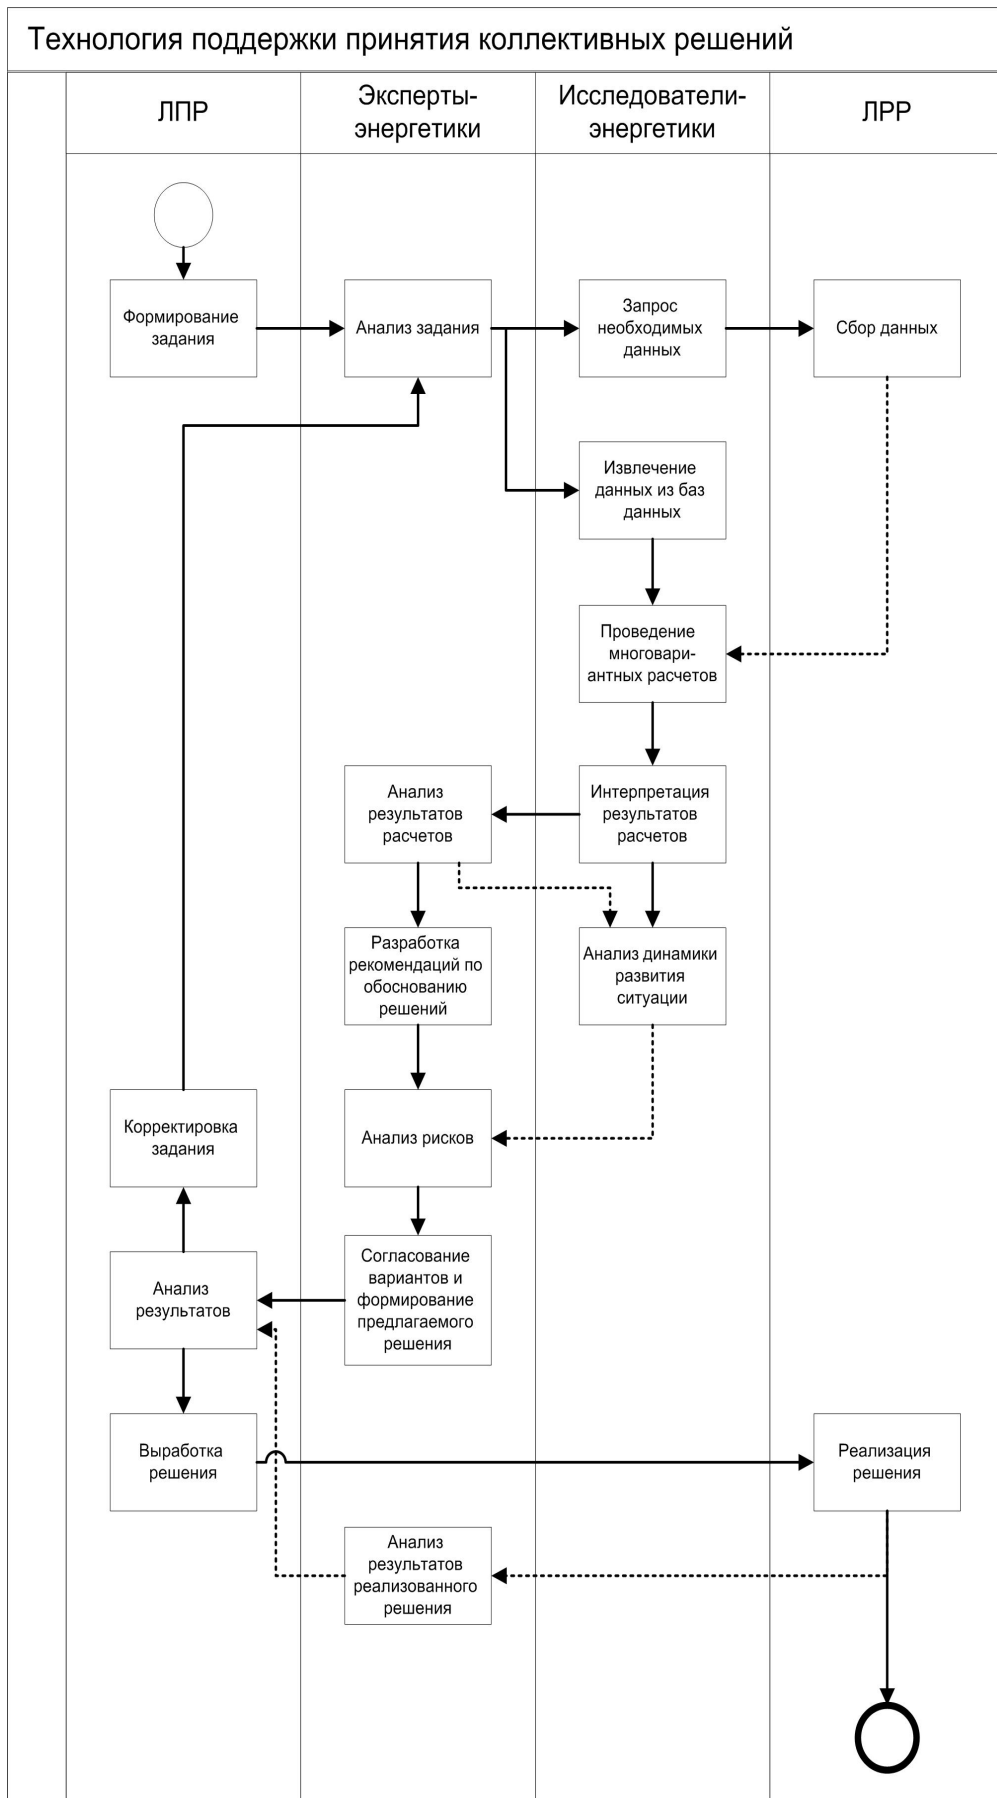 Технология поддержки принятия коллективных решений
ЛПР
Эксперты-
энергетики
Исследователи-
энергетики
ЛРР
Формирование
задания
Анализ задания
Запрос
необходимых
данных
Сбор данных
Извлечение
данных из баз
данных
Проведение
многовари-
антных расчетов
Анализ
результатов
расчетов
Интерпретация
результатов
расчетов
Разработка
рекомендаций по
обоснованию
решений
Анализ динамики
развития
ситуации
Корректировка
задания
Анализ рисков
Анализ
результатов
Согласование
вариантов и
формирование
предлагаемого
решения
Выработка
решения
Реализация
решения
Анализ
результатов
реализованного
решения